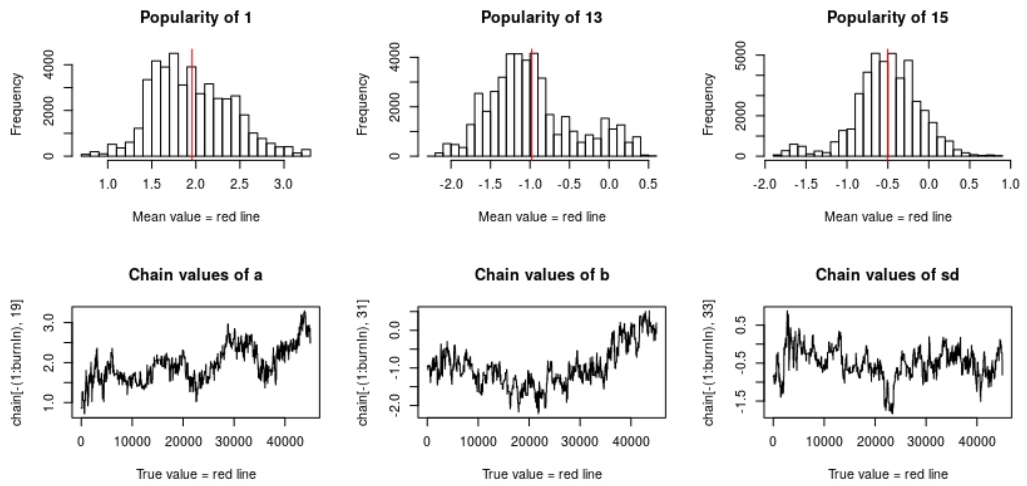 Popularity of 1
Popularity of 13
Popularity of 15
Frequency
0 2000 4000
1.0 1.5 2.0 2.5 3.0
Mean value = red line
Frequency
0 2000 4000
-2.0 -1.5 -1.0 -0.5 0.0 0.5
Mean value = red line
Frequency
0 2000 5000
-2.0 -1.5 -1.0 -0.5 0.0 0.5 1.0
Mean value = red line
Chain values of a
Chain values of b
Chain values of sd
chain[-(1:burnIn), 19]
1.0 2.0 3.0
0 10000 20000 30000 40000
True value = red line
chain[-(1:burnIn), 31]
-2.0 -1.0 0.0
0 10000 20000 30000 40000
True value = red line
chain[-(1:burnIn), 33]
-1.5 -0.5 0.5
0 10000 20000 30000 40000
True value = red line